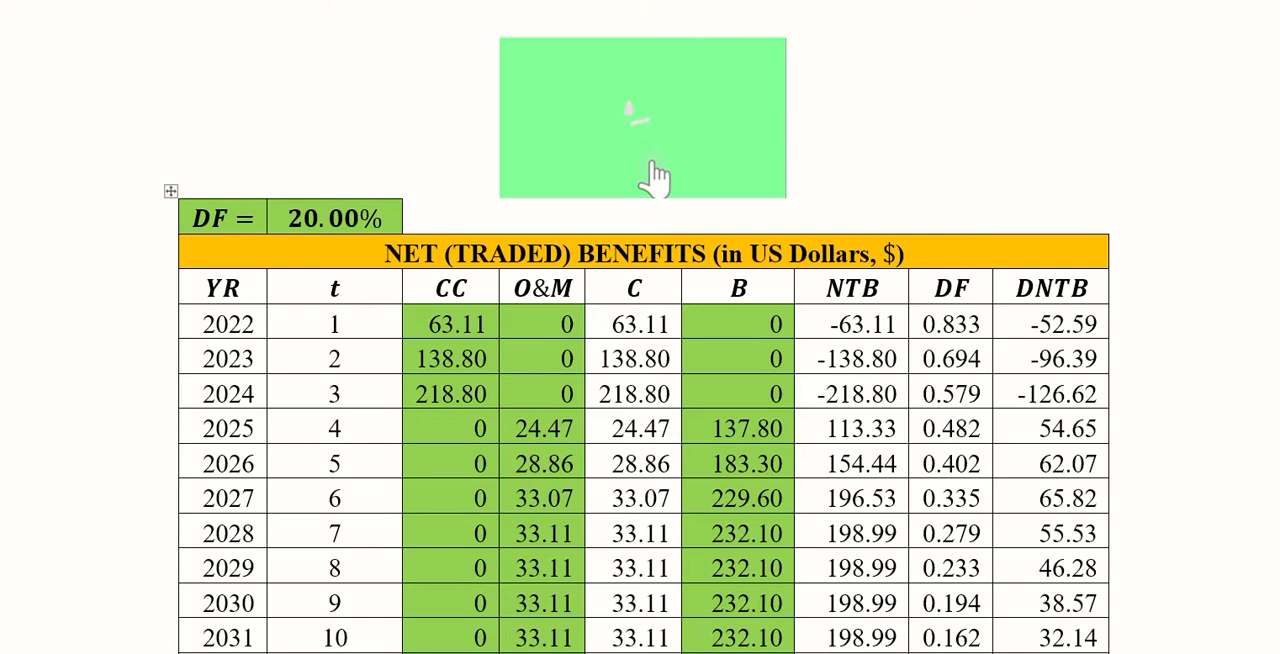 DF = 20.00%
NET (TRADED) BENEFITS (in US Dollars, $)
YR t CC O&M C B NTB DF DNTB
2022 1 63.11 0 63.11 0 -63.11 0.833 -52.59
2023 2 138.80 0 138.80 0 -138.80 0.694 -96.39
2024 3 218.80 0 218.80 0 -218.80 0.579 -126.62
2025 4 0 24.47 24.47 137.80 113.33 0.482 54.65
2026 5 0 28.86 28.86 183.30 154.44 0.402 62.07
2027 6 0 33.07 33.07 229.60 196.53 0.335 65.82
2028 7 0 33.11 33.11 232.10 198.99 0.279 55.53
2029 8 0 33.11 33.11 232.10 198.99 0.233 46.28
2030 9 0 33.11 33.11 232.10 198.99 0.194 38.57
2031 10 0 33.11 33.11 232.10 198.99 0.162 32.14